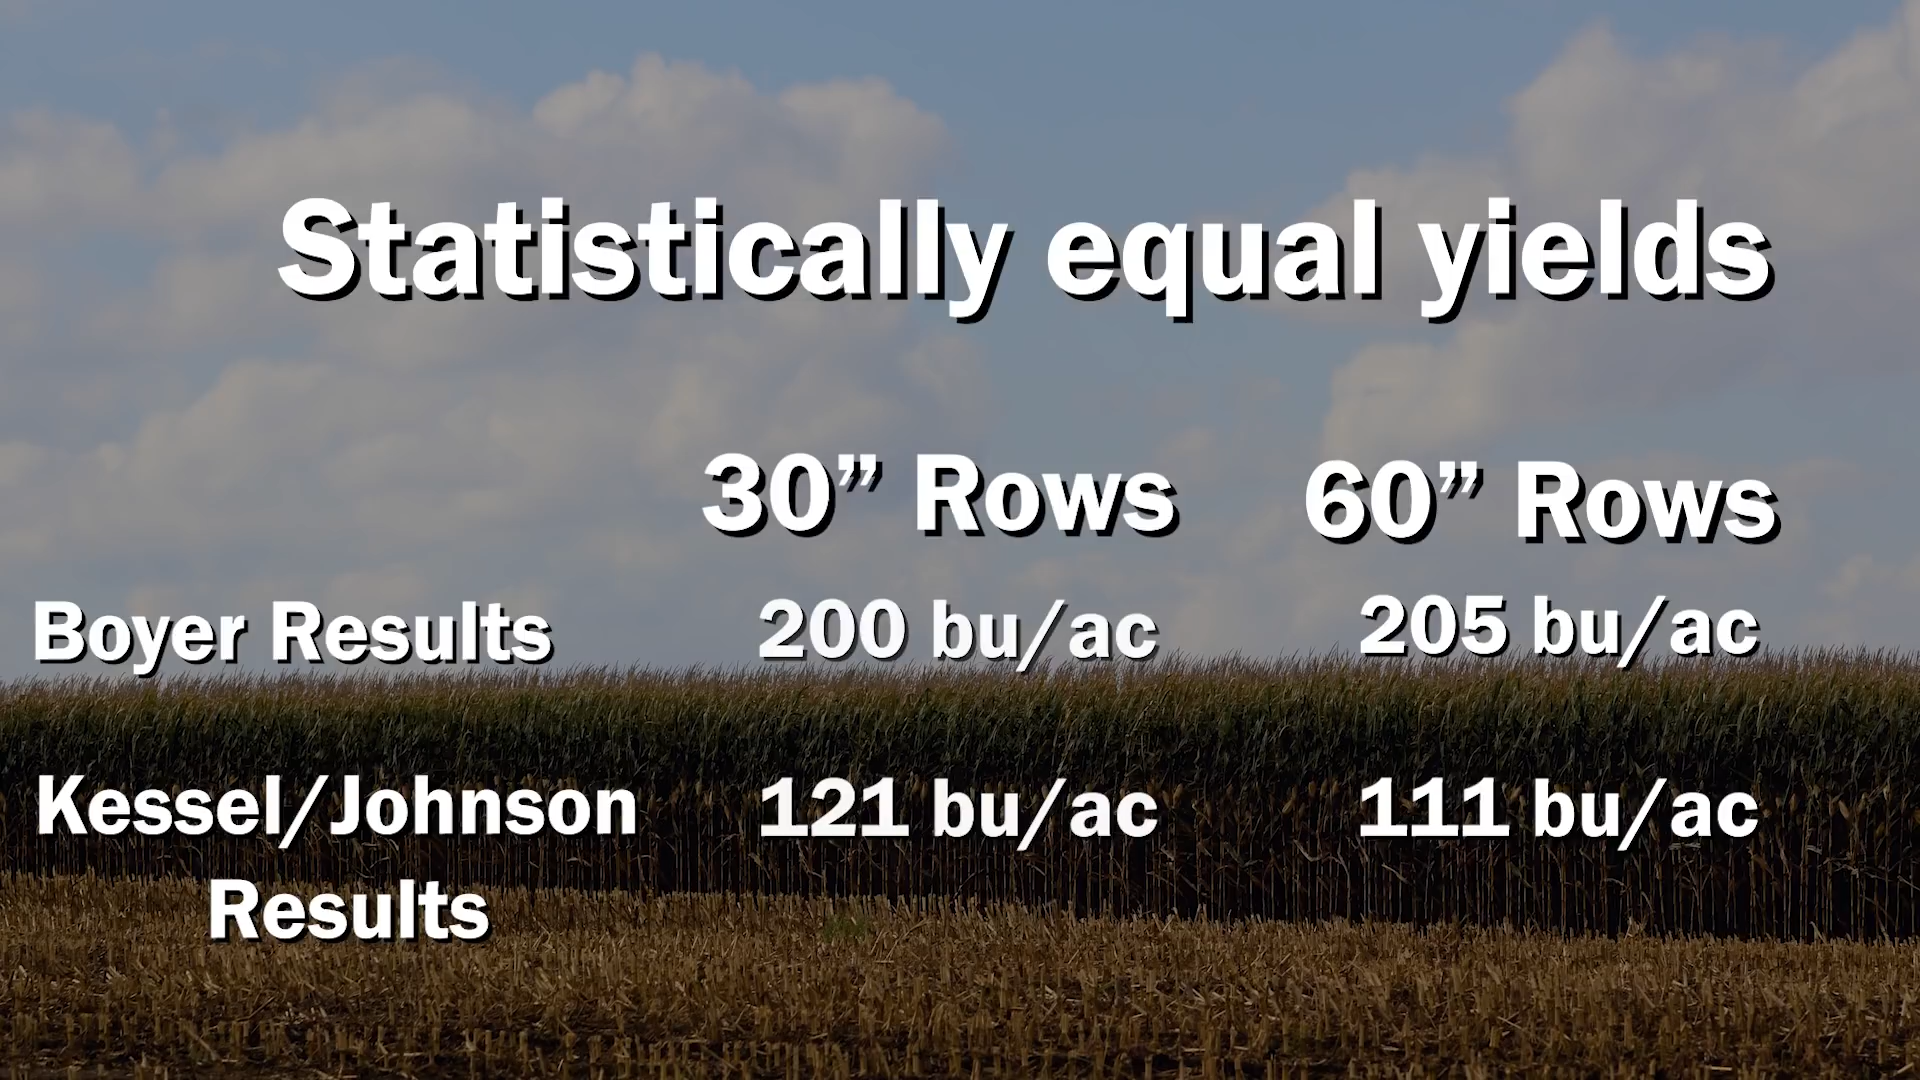 Statistically equal yields
30” Rows 60” Rows
Boyer Results 200 bu/ac 205 bu/ac
Kessel/Johnson 121 bu/ac 111 bu/ac
Results